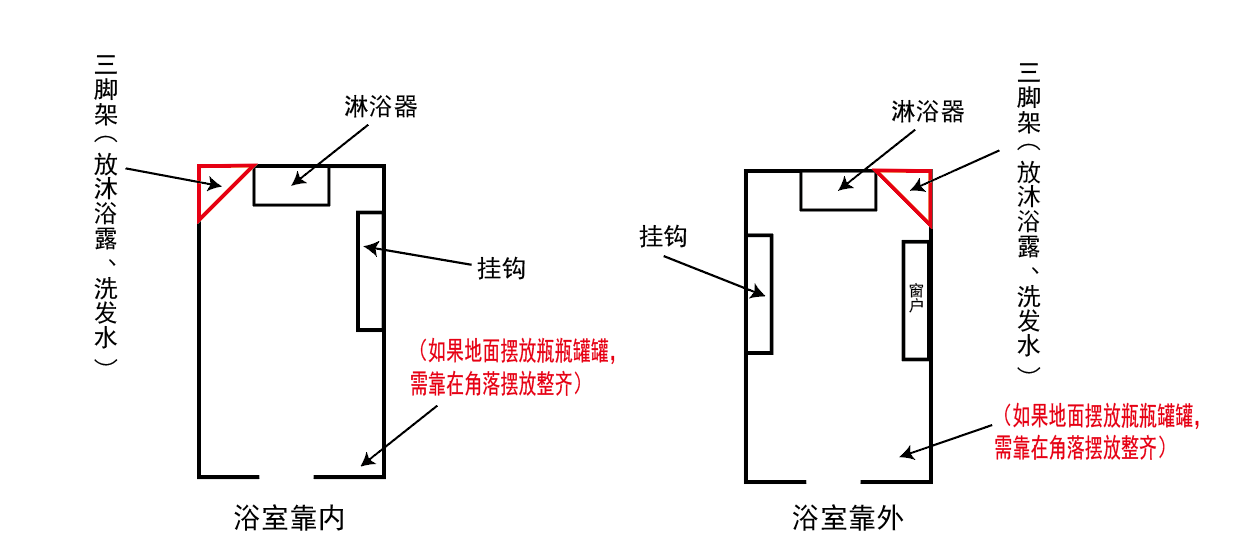 三脚架（放沐浴露、洗发水）
淋浴器
挂钩
（如果地面摆放瓶瓶罐罐，
需靠在角落摆放整齐）
浴室靠内
三脚架（放沐浴露、洗发水）
淋浴器
挂钩
窗户
（如果地面摆放瓶瓶罐罐，
需靠在角落摆放整齐）
浴室靠外